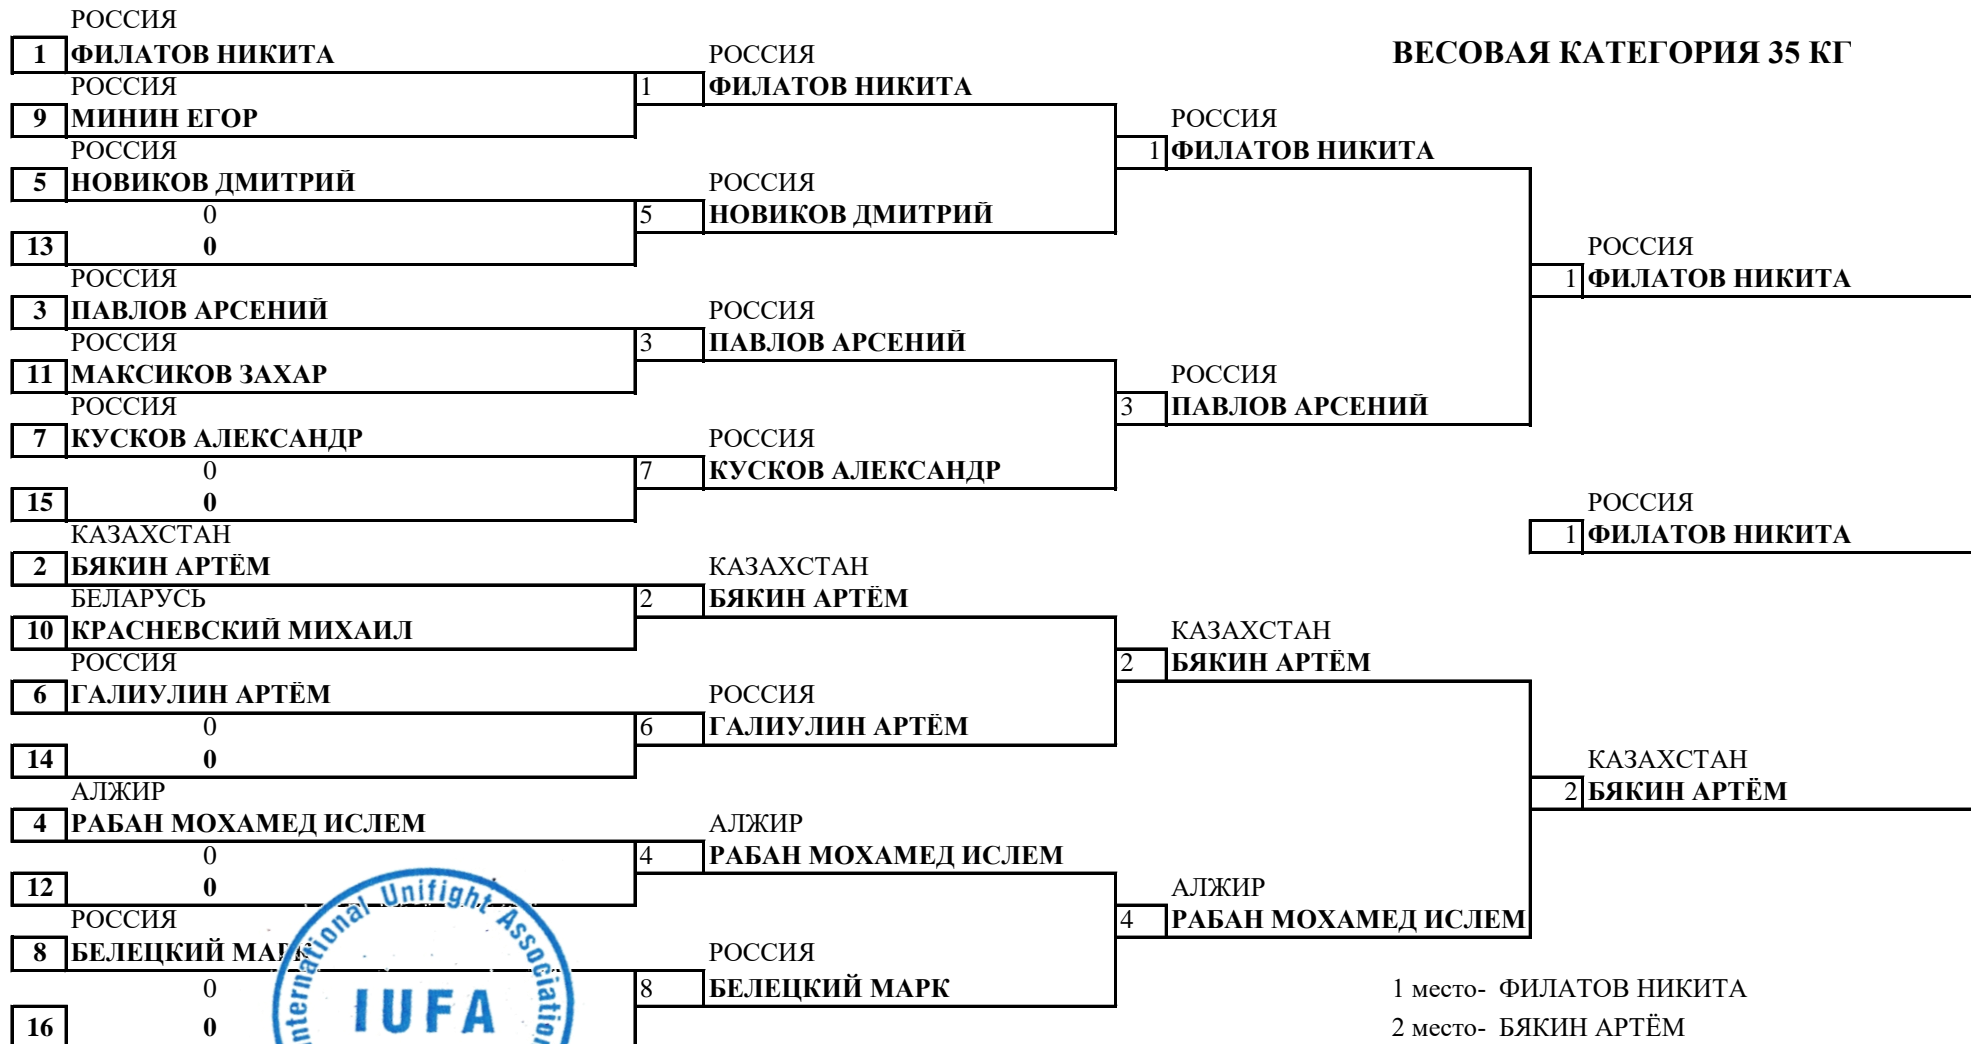 РОССИЯ
1 ФИЛАТОВ НИКИТА РОССИЯ ВЕСОВАЯ КАТЕГОРИЯ 35 КГ
РОССИЯ 1 ФИЛАТОВ НИКИТА
9 МИНИН ЕГОР РОССИЯ
РОССИЯ 1 ФИЛАТОВ НИКИТА
5 НОВИКОВ ДМИТРИЙ РОССИЯ
0 5 НОВИКОВ ДМИТРИЙ
13 0 РОССИЯ
РОССИЯ 1 ФИЛАТОВ НИКИТА
3 ПАВЛОВ АРСЕНИЙ РОССИЯ
РОССИЯ 3 ПАВЛОВ АРСЕНИЙ
11 МАКСИКОВ ЗАХАР РОССИЯ
РОССИЯ 3 ПАВЛОВ АРСЕНИЙ
7 КУСКОВ АЛЕКСАНДР РОССИЯ
0 7 КУСКОВ АЛЕКСАНДР
15 0 РОССИЯ
КАЗАХСТАН 1 ФИЛАТОВ НИКИТА
2 БЯКИН АРТЁМ КАЗАХСТАН
БЕЛАРУСЬ 2 БЯКИН АРТЁМ
10 КРАСНЕВСКИЙ МИХАИЛ КАЗАХСТАН
РОССИЯ 2 БЯКИН АРТЁМ
6 ГАЛИУЛИН АРТЁМ РОССИЯ
0 6 ГАЛИУЛИН АРТЁМ
14 0 КАЗАХСТАН
АЛЖИР 2 БЯКИН АРТЁМ
4 РАБАН МОХАМЕД ИСЛЕМ АЛЖИР
0 4 РАБАН МОХАМЕД ИСЛЕМ
12 0 АЛЖИР
РОССИЯ 4 РАБАН МОХАМЕД ИСЛЕМ
8 БЕЛЕЦКИЙ МАРК РОССИЯ
0 8 БЕЛЕЦКИЙ МАРК 1 место- ФИЛАТОВ НИКИТА
16 0 2 место- БЯКИН АРТЁМ
International Unifight Association
IUFA